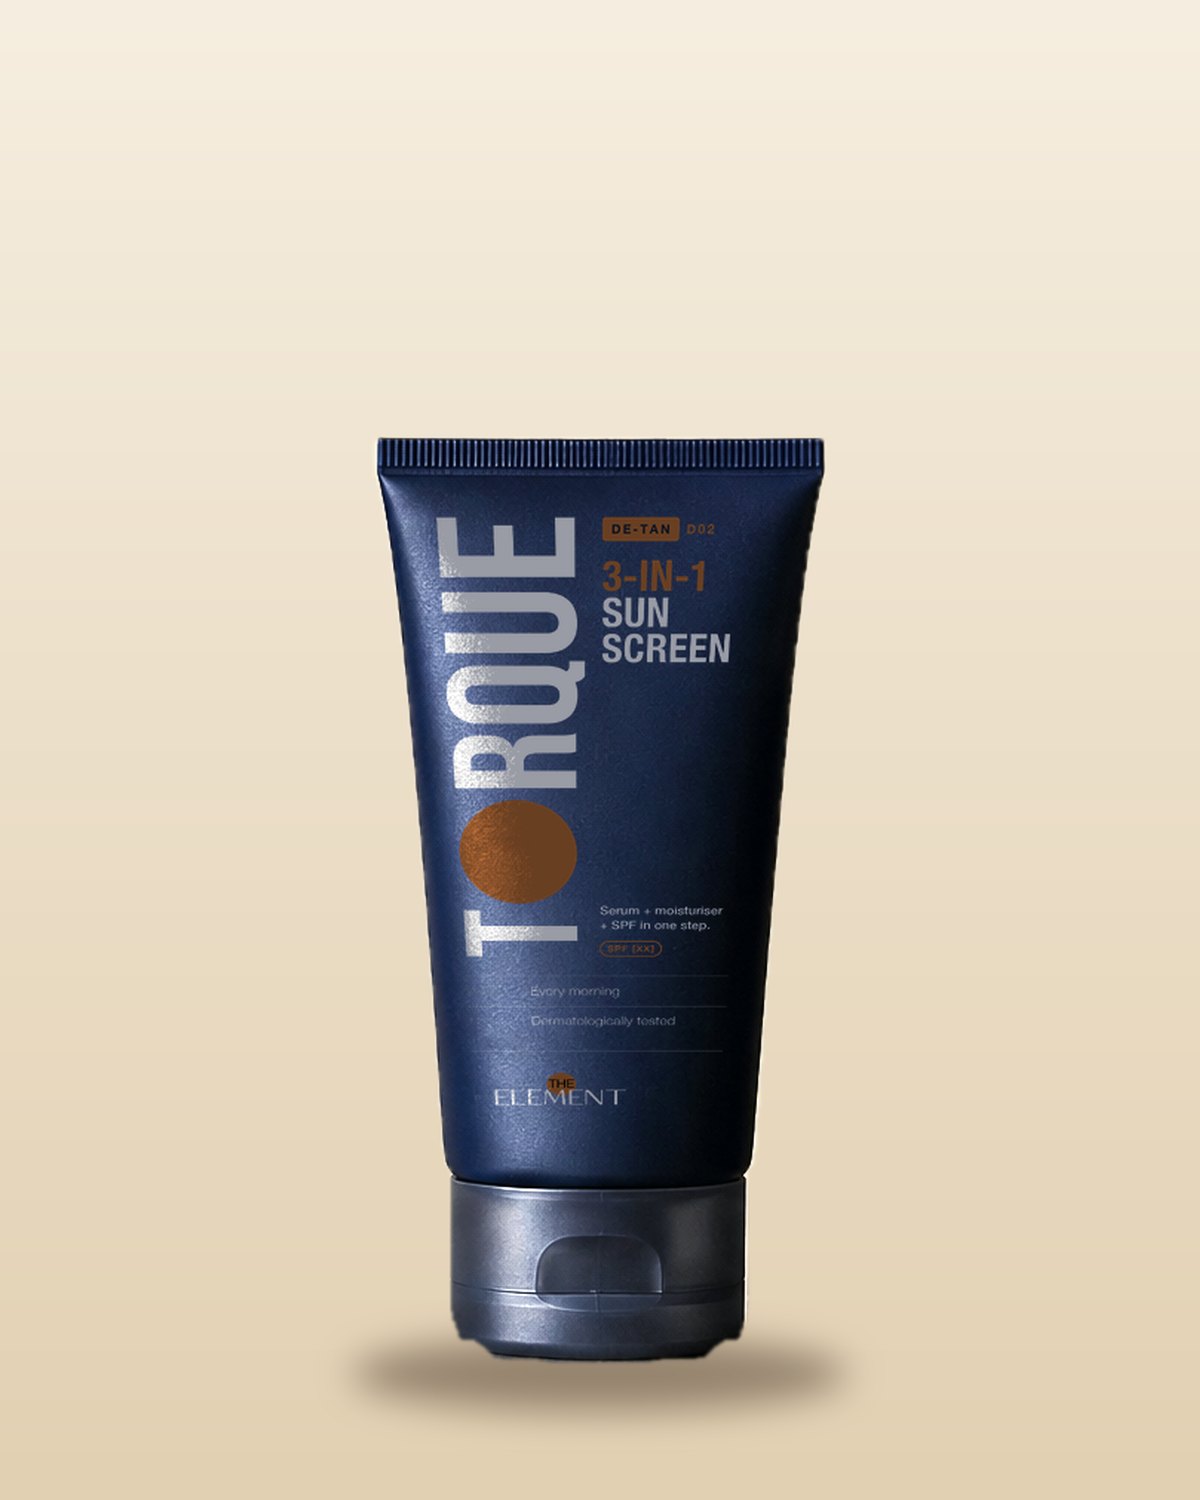 TORQUE
DE-TAN D02
3-IN-1
SUN
SCREEN
Serum + moisturiser
+ SPF in one step.
SPF [XX]
Every morning
Dermatologically tested
THE
ELEMENT